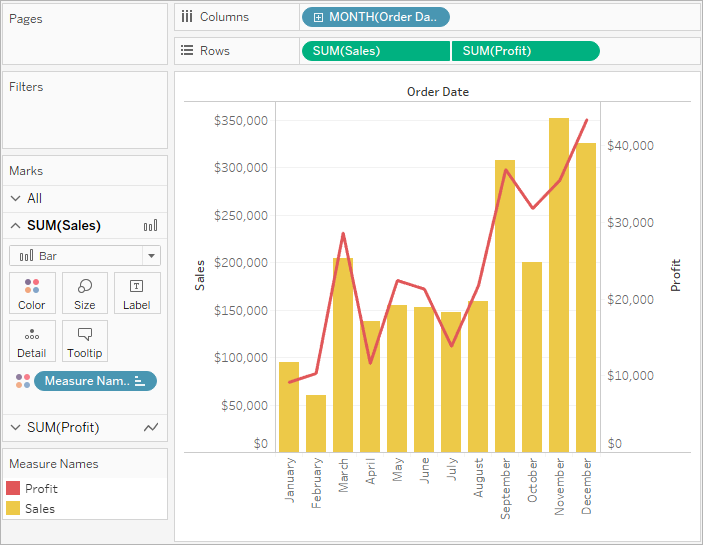 Pages
Columns
MONTH(Order Da..
Rows
SUM(Sales)
SUM(Profit)
Filters
Marks
All
SUM(Sales)
Bar
Color
Size
Label
Detail
Tooltip
Measure Nam..
SUM(Profit)
Measure Names
Profit
Sales
Order Date
Sales
$350,000
$300,000
$250,000
$200,000
$150,000
$100,000
$50,000
$0
$40,000
$30,000
$20,000
$10,000
$0
Profit
January
February
March
April
May
June
July
August
September
October
November
December